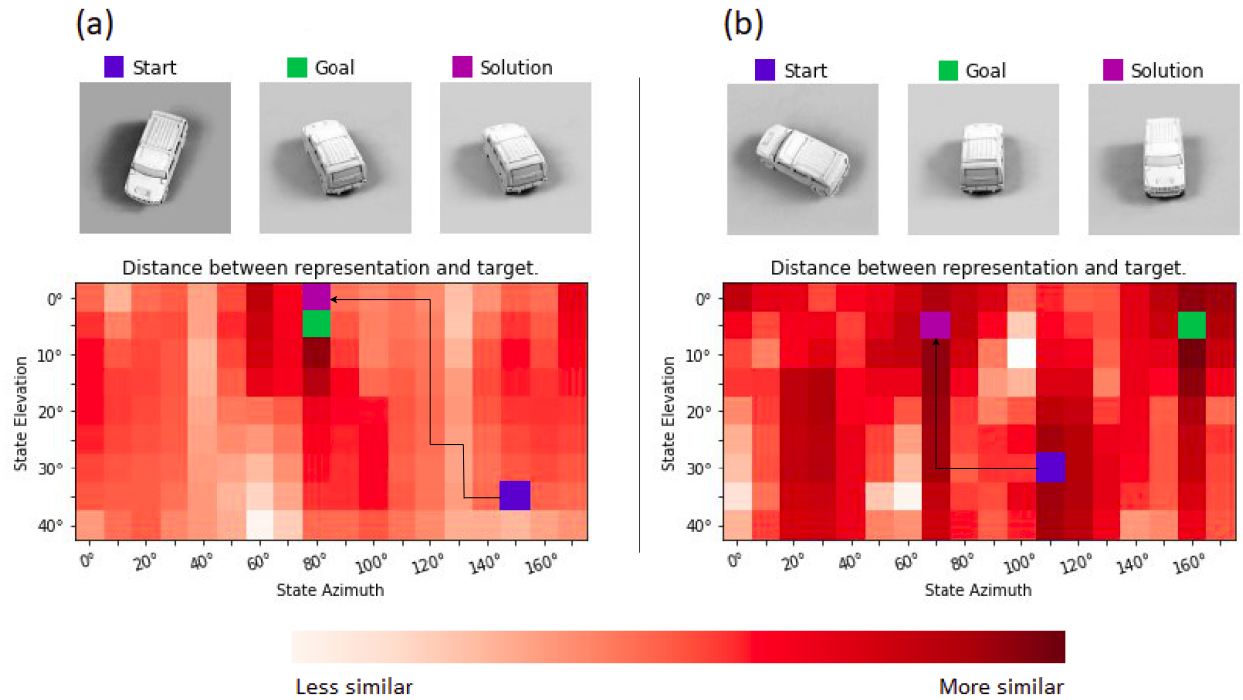 (a)
Start
Goal
Solution
Distance between representation and target.
State Elevation
0°
10°
20°
30°
40°
0° 20° 40° 60° 80° 100° 120° 140° 160°
State Azimuth
(b)
Start
Goal
Solution
Distance between representation and target.
State Elevation
0°
10°
20°
30°
40°
0° 20° 40° 60° 80° 100° 120° 140° 160°
State Azimuth
Less similar
More similar